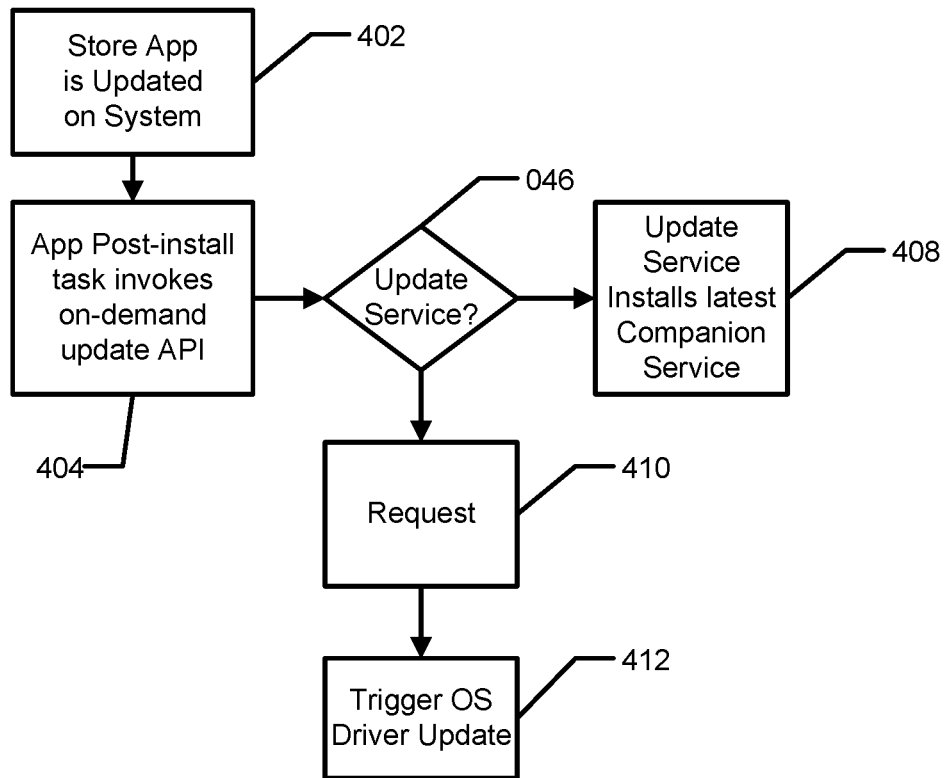 Store App
is Updated
on System
402
App Post-install
task invokes
on-demand
update API
404
046
Update
Service?
Update
Service
Installs latest
Companion
Service
408
Request
410
Trigger OS
Driver Update
412